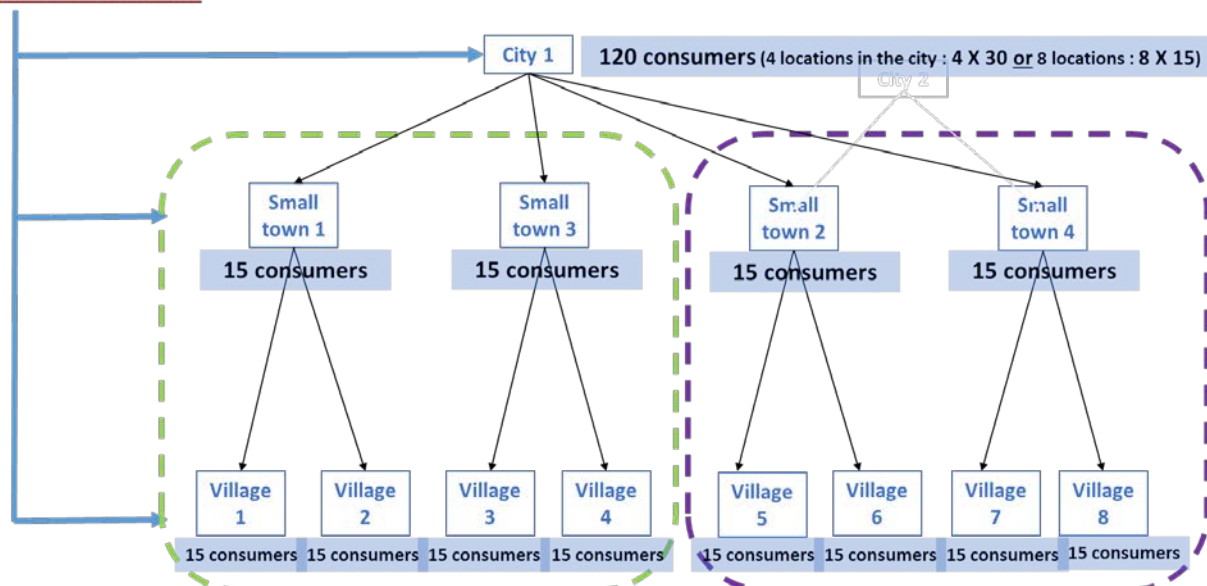 City 1
120 consumers (4 locations in the city : 4 X 30 or 8 locations : 8 X 15)
City 2
Small
town 1
Small
town 3
Small
town 2
Small
town 4
15 consumers
15 consumers
15 consumers
15 consumers
Village
1
Village
2
Village
3
Village
4
Village
5
Village
6
Village
7
Village
8
15 consumers
15 consumers
15 consumers
15 consumers
15 consumers
15 consumers
15 consumers
15 consumers